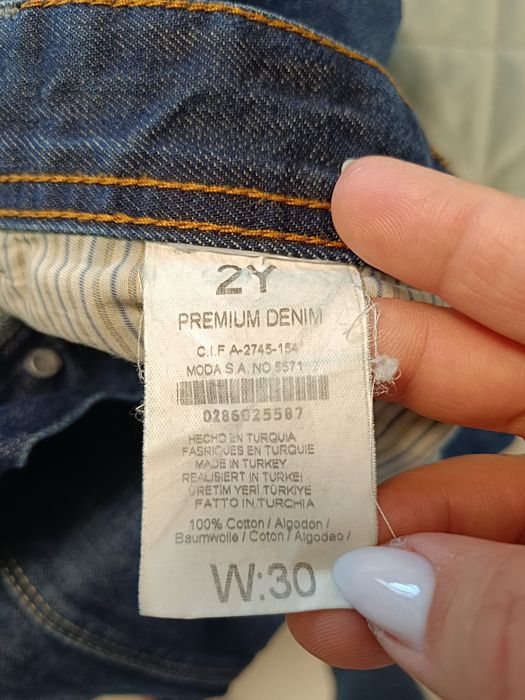 2Y
PREMIUM DENIM
C.I.F A-2745-154
MODA S.A. NO 5571
0286025587
HECHO EN TURQUIA
FABRIQUES EN TURQUIE
MADE IN TURKEY
REALISIERT IN TURKEI
ÜRETIM YERİ TÜRKİYE
FATTO IN TURCHIA
100% Cotton / Algodon /
Baumwolle / Coton / Algodao /
W:30